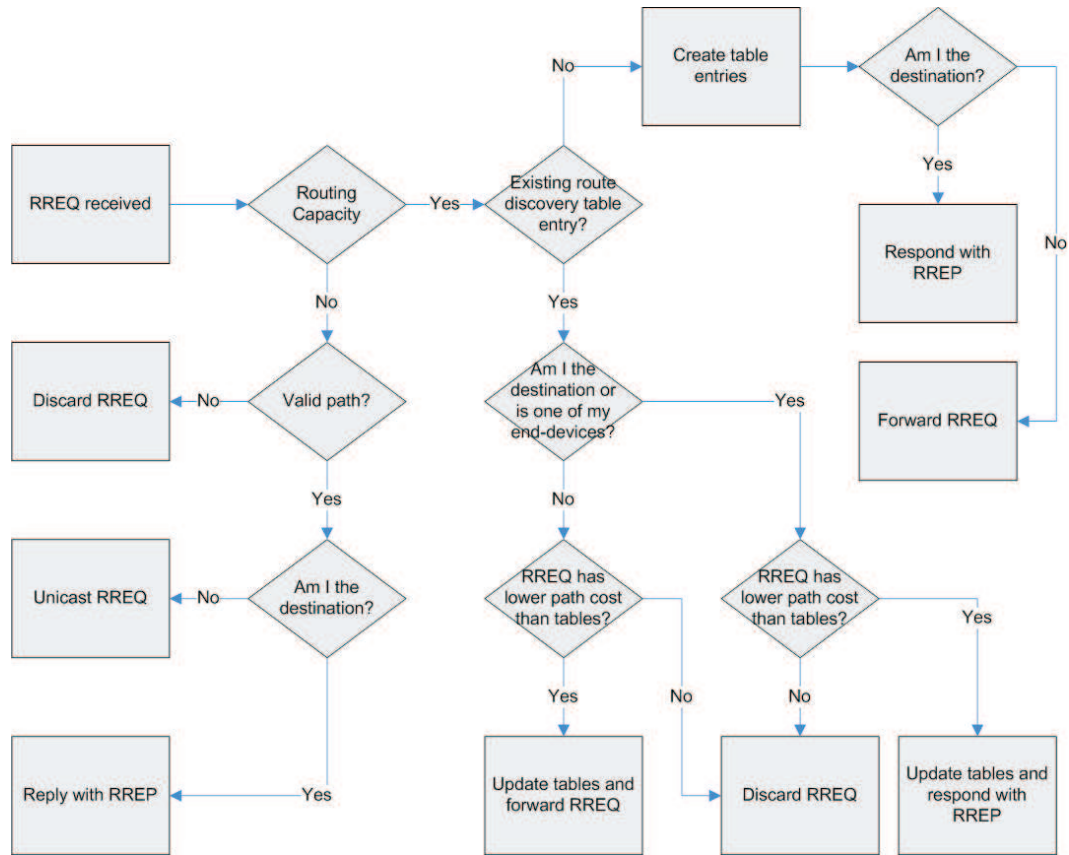 No
Create table
entries
Am I the
destination?
RREQ received
Routing
Capacity
Yes
Existing route
discovery table
entry?
Yes
No
Respond with
RREP
No
Yes
Discard RREQ
No
Valid path?
Am I the
destination or
is one of my
end-devices?
Yes
Forward RREQ
Yes
No
Unicast RREQ
No
Am I the
destination?
RREQ has
lower path cost
than tables?
RREQ has
lower path cost
than tables?
Yes
Yes
No
No
Reply with RREP
Yes
Update tables and
forward RREQ
Discard RREQ
Update tables and
respond with
RREP